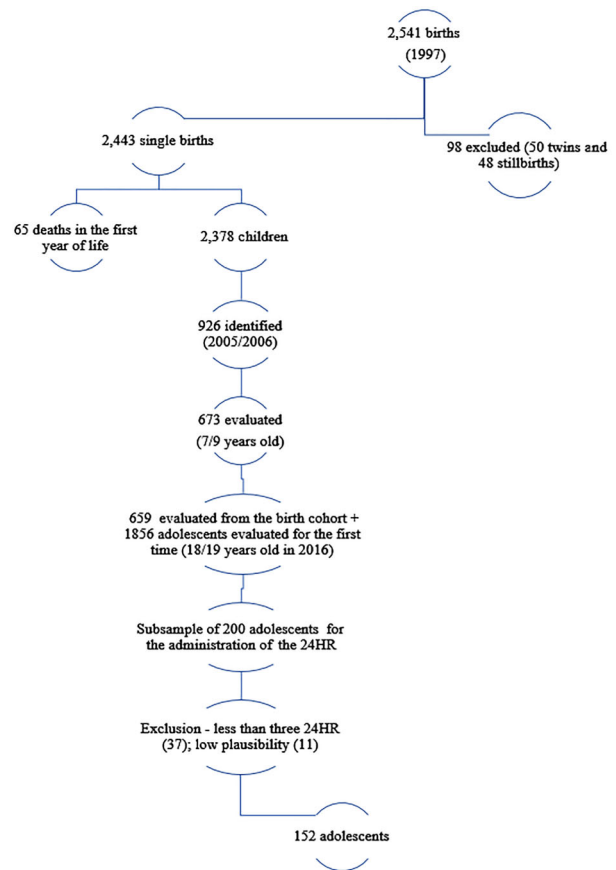 2,541 births
(1997)
2,443 single births
98 excluded (50 twins and
48 stillbirths)
65 deaths in the first
year of life
2,378 children
926 identified
(2005/2006)
673 evaluated
(7/9 years old)
659 evaluated from the birth cohort +
1856 adolescents evaluated for the first
time (18/19 years old in 2016)
Subsample of 200 adolescents for
the administration of the 24HR
Exclusion - less than three 24HR
(37); low plausibility (11)
152 adolescents